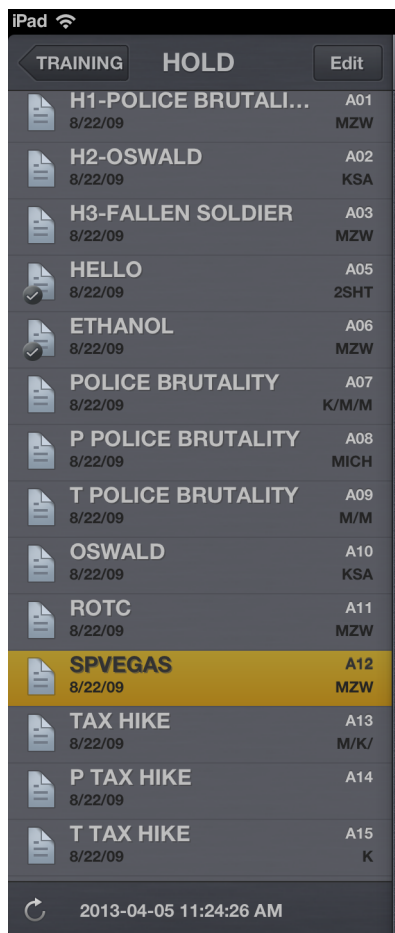 iPad
TRAINING HOLD Edit
H1-POLICE BRUTALI... A01
8/22/09 MZW
H2-OSWALD A02
8/22/09 KSA
H3-FALLEN SOLDIER A03
8/22/09 MZW
HELLO A05
8/22/09 2SHT
ETHANOL A06
8/22/09 MZW
POLICE BRUTALITY A07
8/22/09 K/M/M
P POLICE BRUTALITY A08
8/22/09 MICH
T POLICE BRUTALITY A09
8/22/09 M/M
OSWALD A10
8/22/09 KSA
ROTC A11
8/22/09 MZW
SPVEGAS A12
8/22/09 MZW
TAX HIKE A13
8/22/09 M/K/
P TAX HIKE A14
8/22/09
T TAX HIKE A15
8/22/09 K
2013-04-05 11:24:26 AM